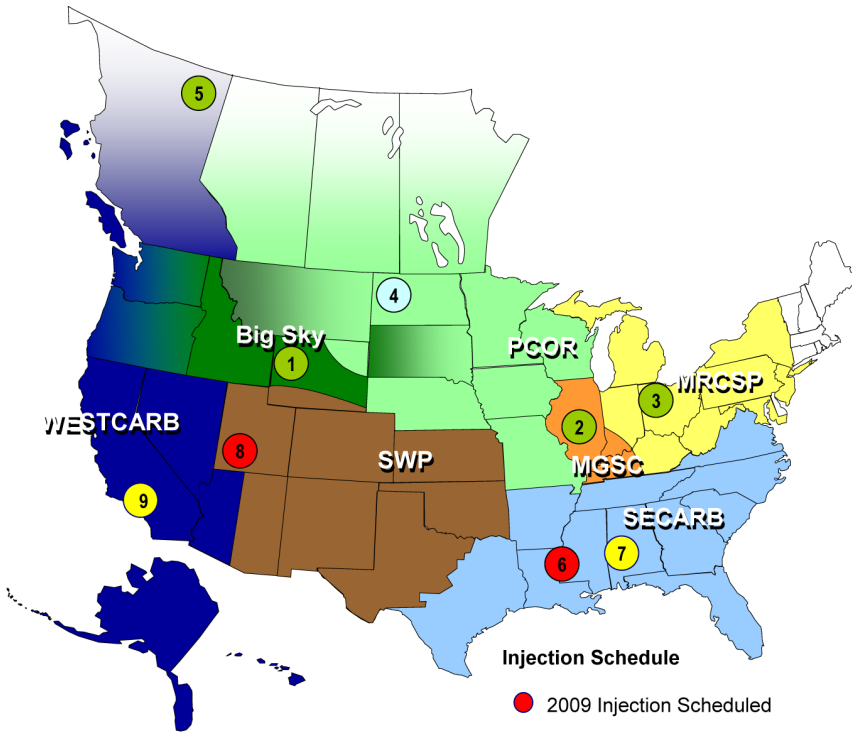 5
4
Big Sky
PCOR
1
MRCSP
3
WESTCARB
2
8
SWP
MGSC
9
SECARB
6
7
Injection Schedule
2009 Injection Scheduled